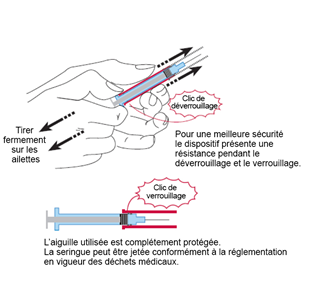 Clic de
déverrouillage
Tirer
fermement
sur les
ailettes
Pour une meilleure sécurité
le dispositif présente une
résistance pendant le
déverrouillage et le verrouillage.
Clic de
verrouillage
L'aiguille utilisée est complétement protégée.
La seringue peut être jetée conformément à la réglementation
en vigueur des déchets médicaux.